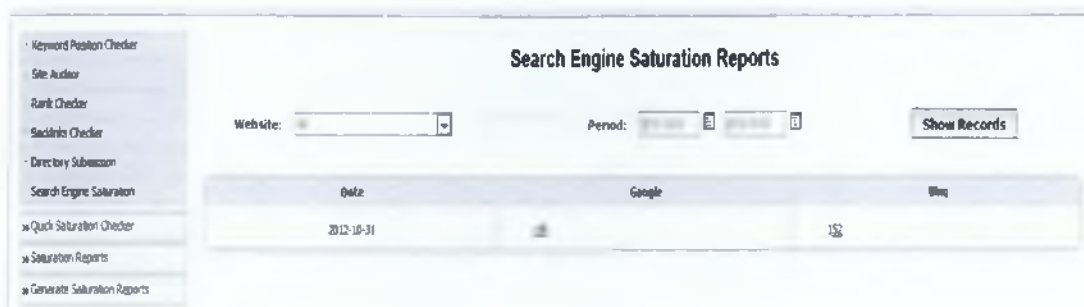 Keyword Position Checker
Site Auditor
Rank Checker
Backlinks Checker
Directory Submission
Search Engine Saturation
» Quick Saturation Checker
» Saturation Reports
» Generate Saturation Reports
Search Engine Saturation Reports
Website:
Period:
Show Records
Date Google Bing
2012-10-31 152